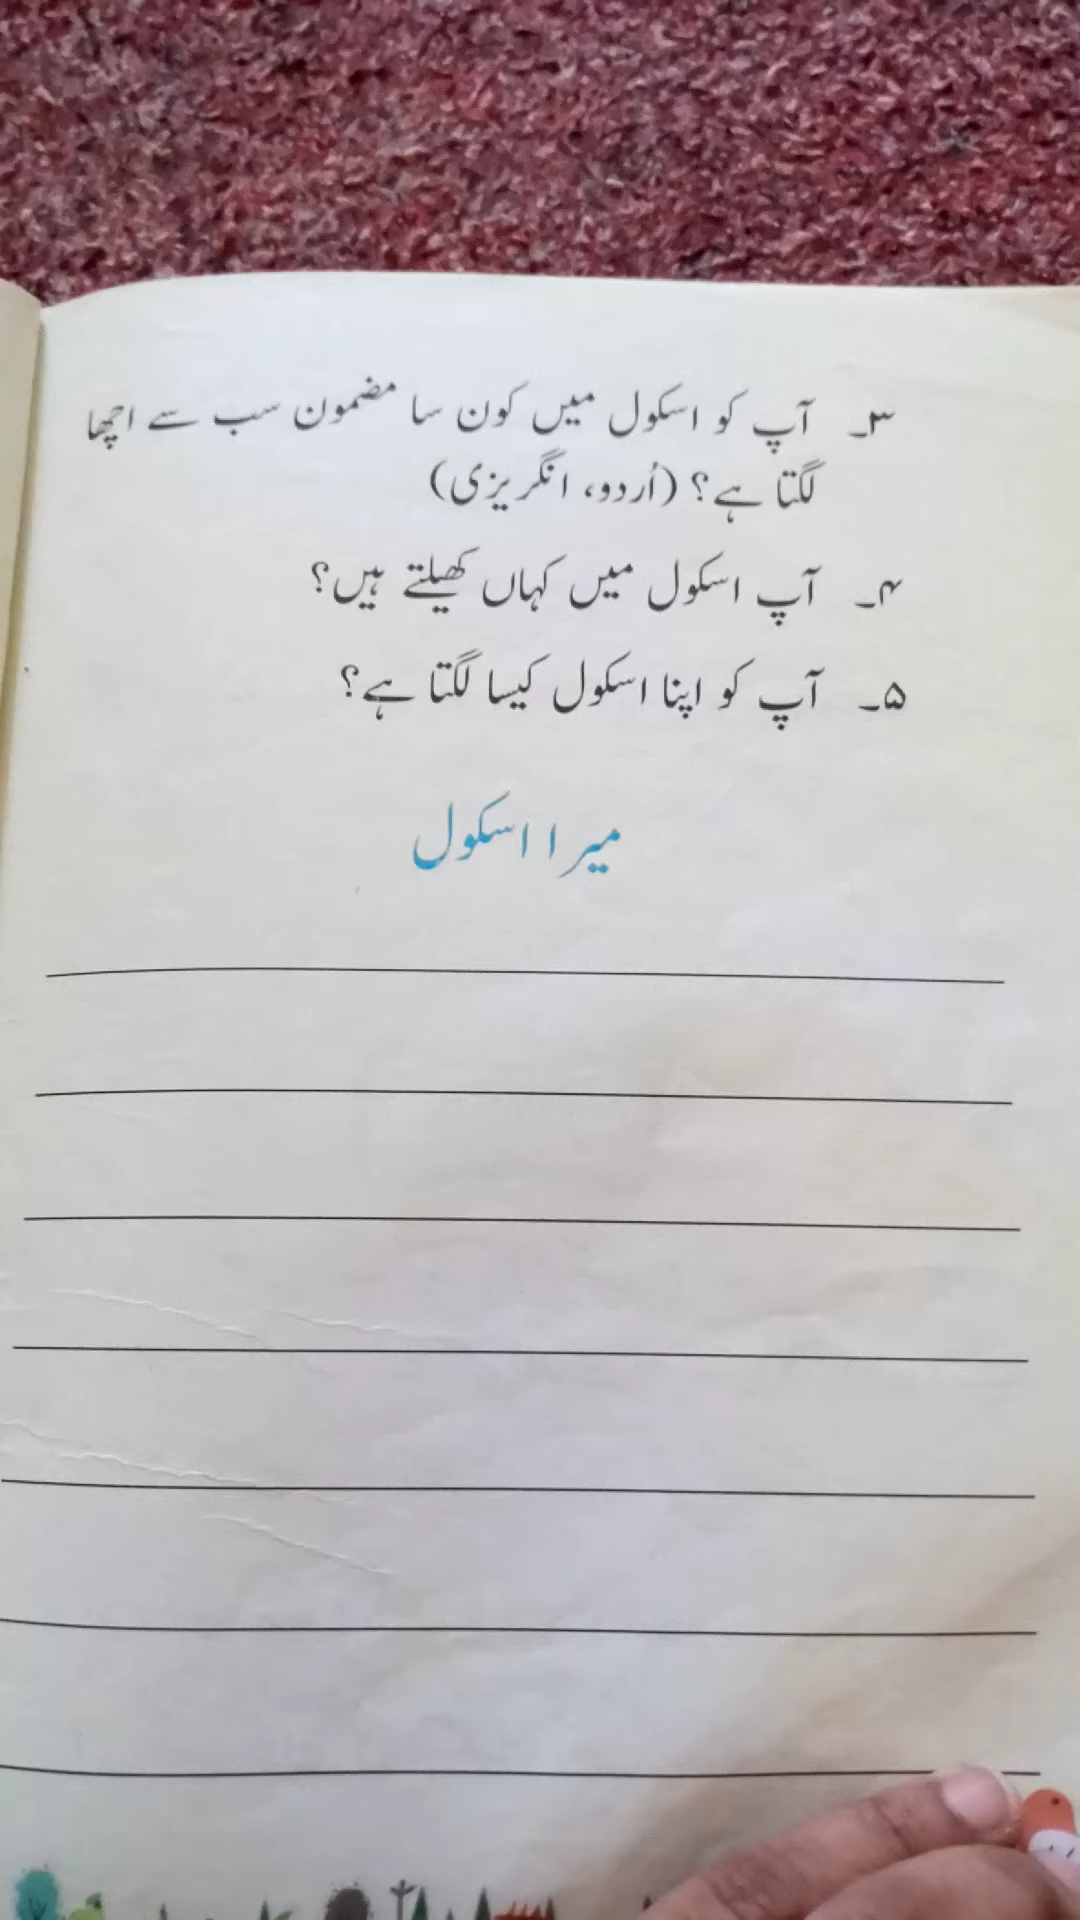 ۳۔ آپ کو اسکول میں کون سا مضمون سب سے اچھا
لگتا ہے؟ (اُردو، انگریزی)
۴۔ آپ اسکول میں کہاں کھیلتے ہیں؟
۵۔ آپ کو اپنا اسکول کیسا لگتا ہے؟
میرا اسکول